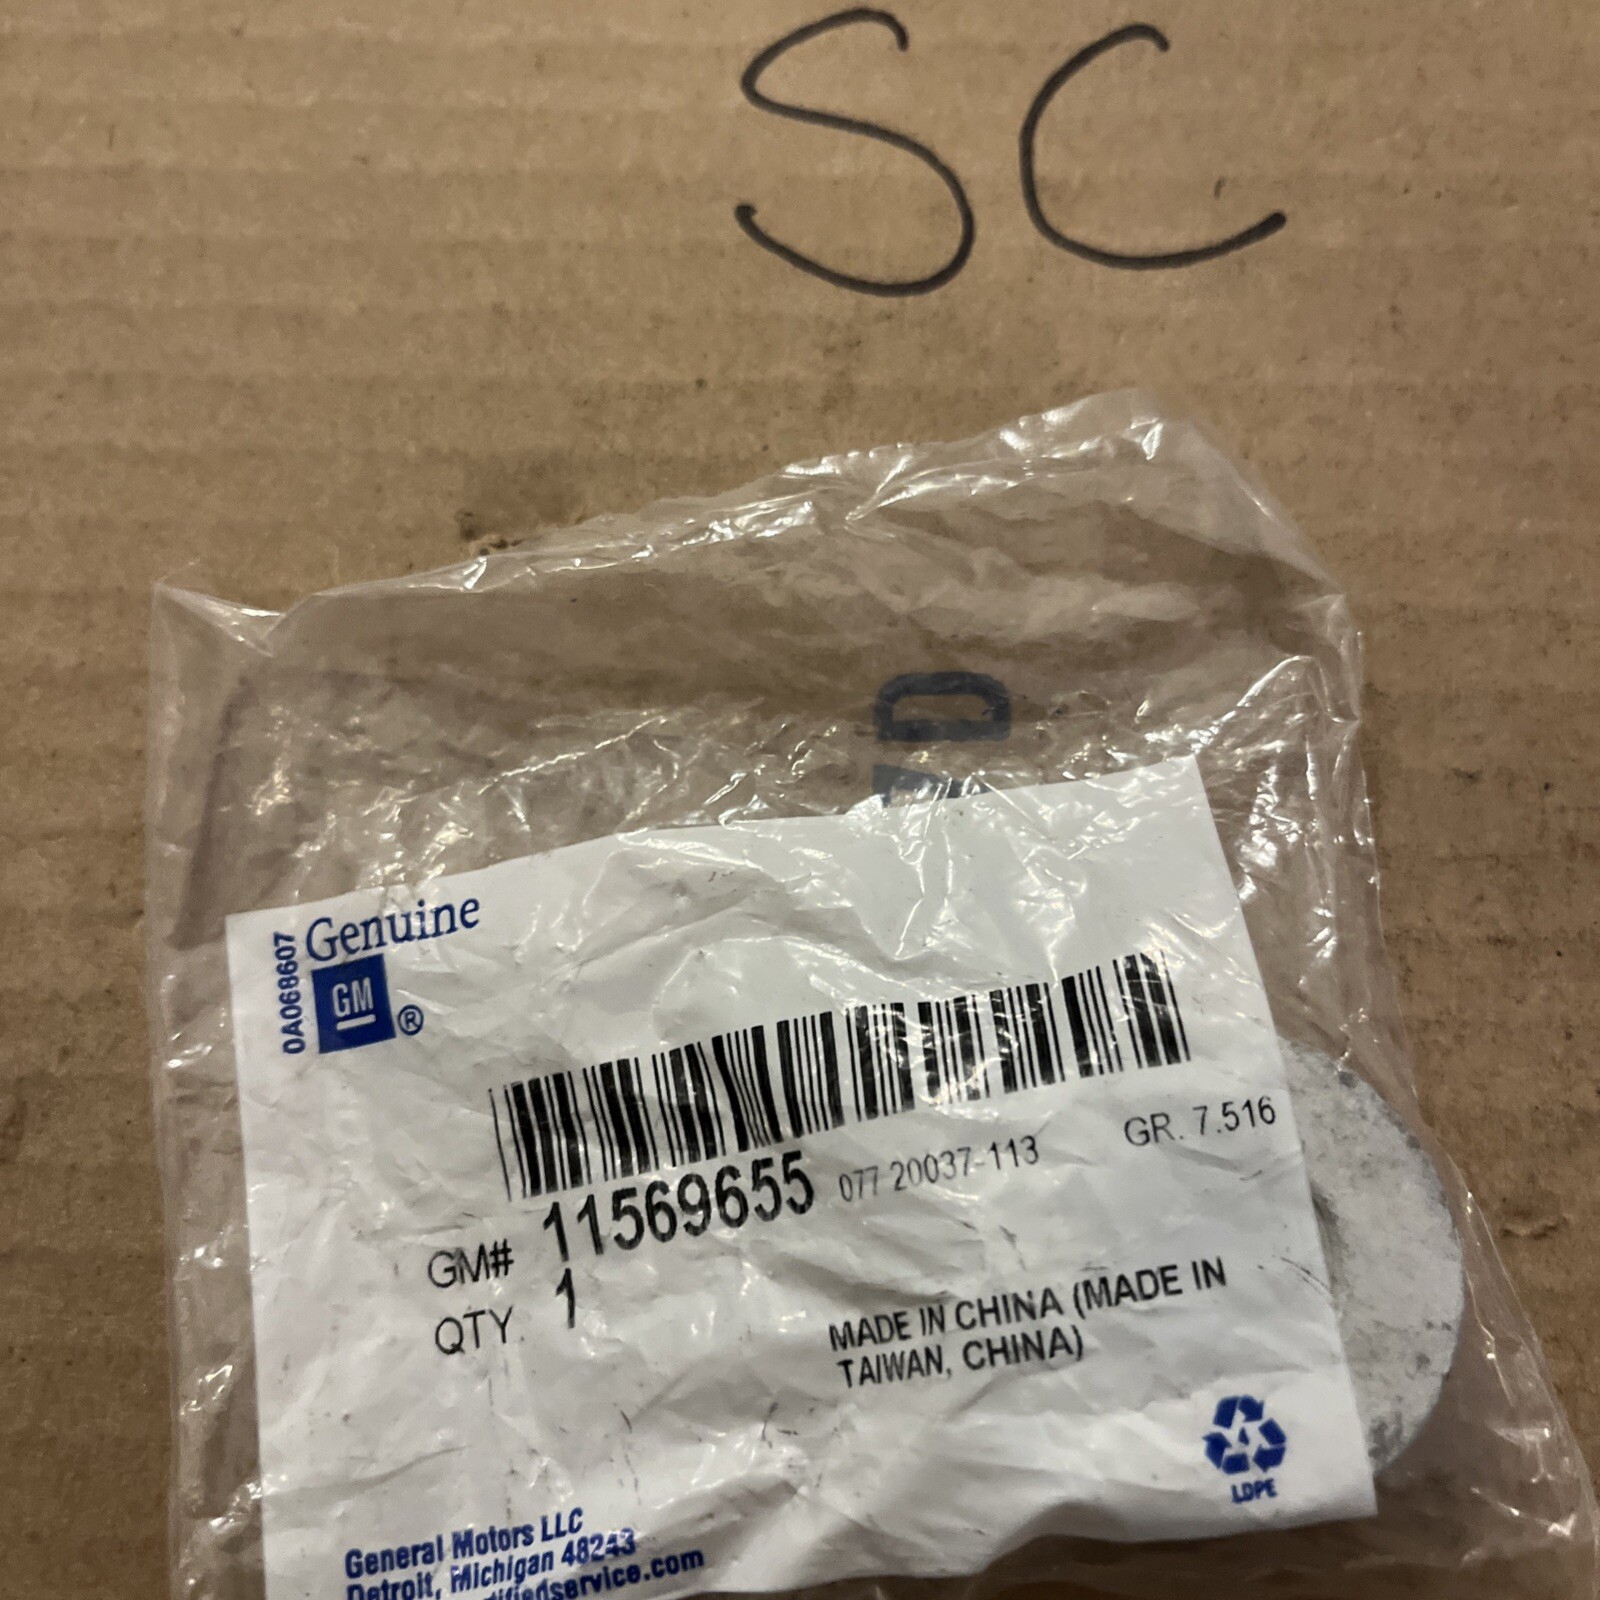 SC
D
Genuine
0A068607
GM ®
GM# 11569655 077 20037-113 GR. 7.516
QTY. 1
MADE IN CHINA (MADE IN
TAIWAN, CHINA)
LDPE
General Motors LLC
Detroit, Michigan 48243